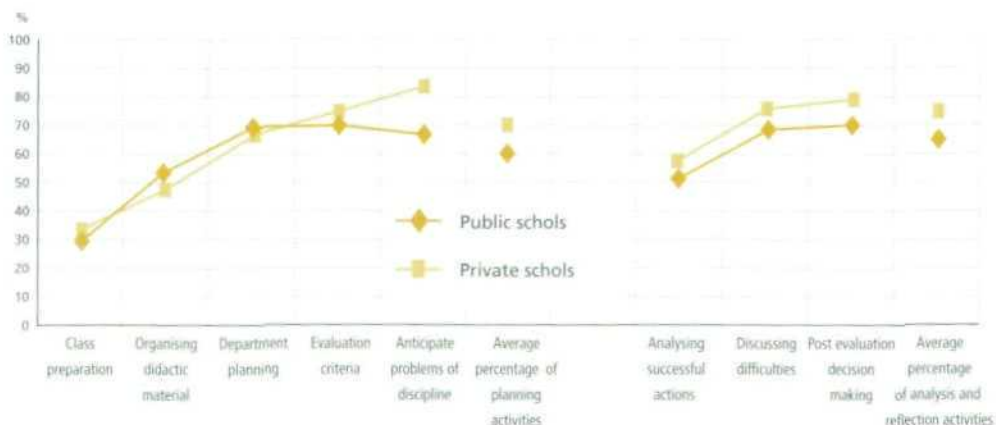 %
100
90
80
70
60
50
40
30
20
10
0
Public schols
Private schols
Class
preparation
Organising
didactic
material
Department
planning
Evaluation
criteria
Anticipate
problems of
discipline
Average
percentage of
planning
activities
Analysing
successful
actions
Discussing
difficulties
Post evaluation
decision
making
Average
percentage
of analysis and
reflection activities